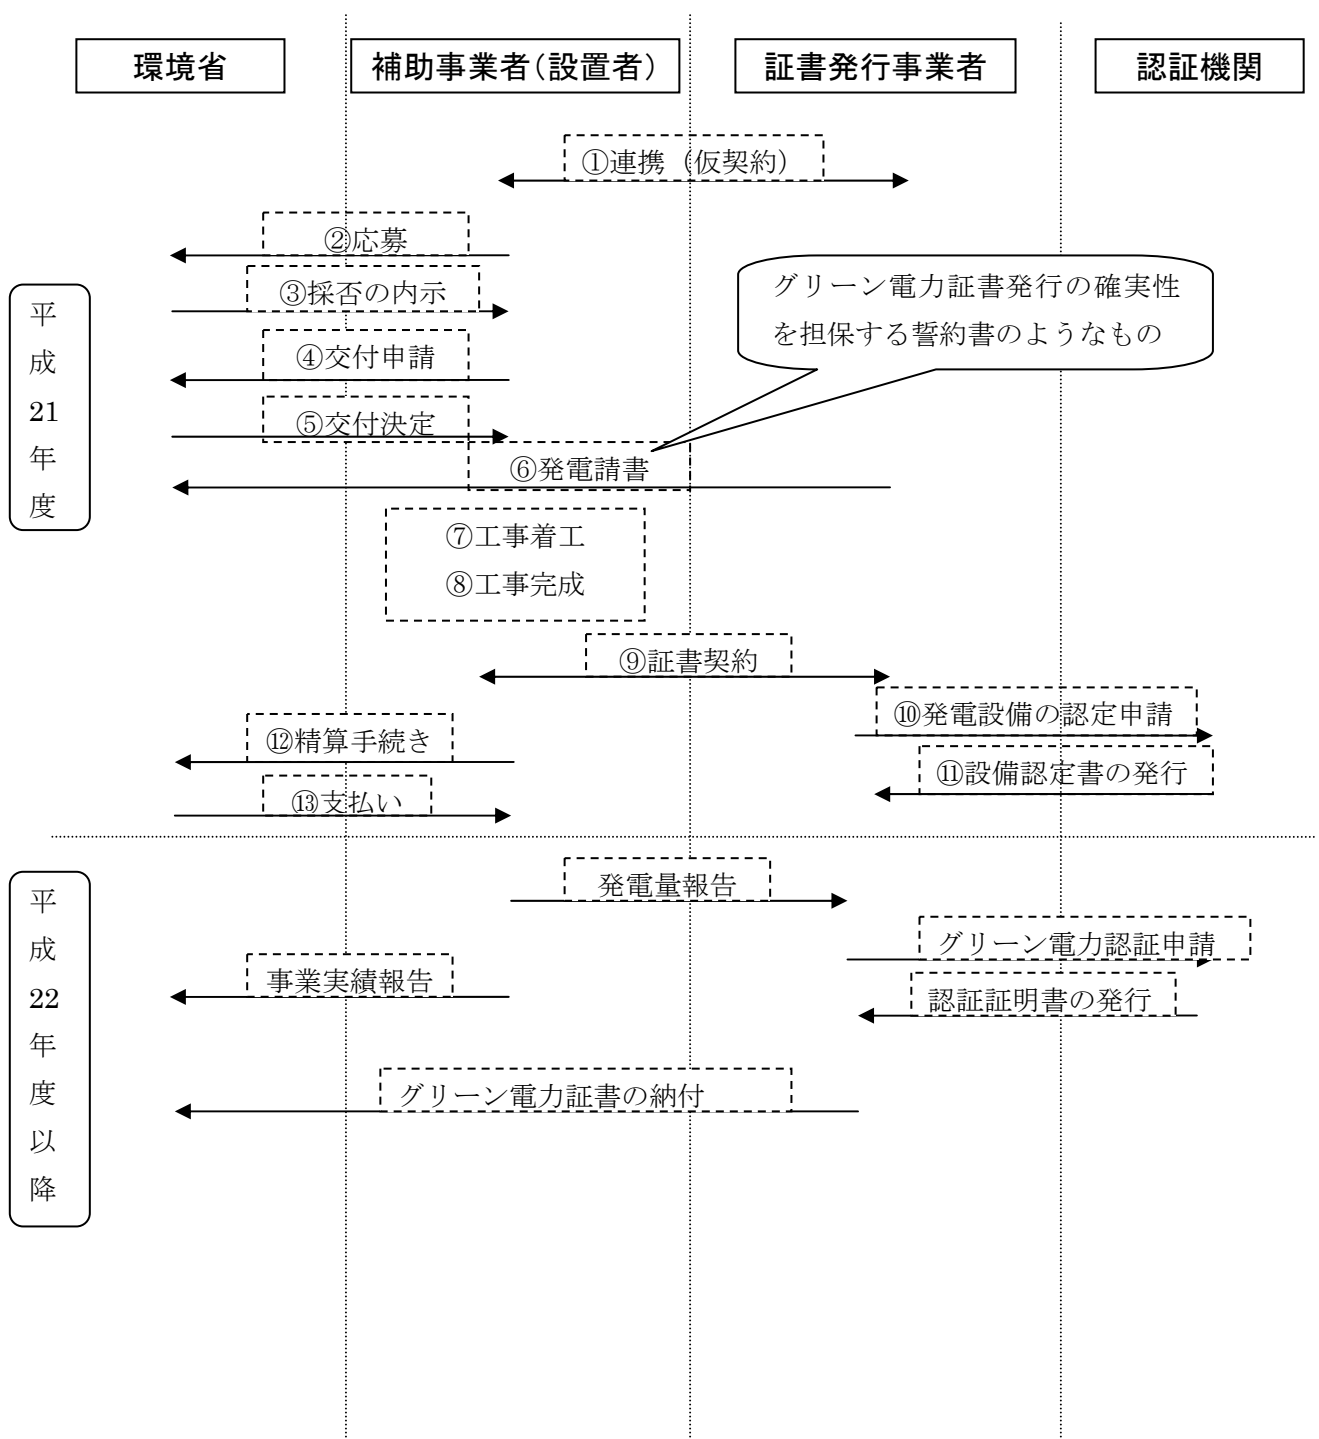 環境省
補助事業者（設置者）
証書発行事業者
認証機関
①連携（仮契約）
②応募
③採否の内示
グリーン電力証書発行の確実性
を担保する誓約書のようなもの
④交付申請
⑤交付決定
⑥発電請書
平
成
21
年
度
⑦工事着工
⑧工事完成
⑨証書契約
⑩発電設備の認定申請
⑫精算手続き
⑪設備認定書の発行
⑬支払い
発電量報告
グリーン電力認証申請
事業実績報告
認証証明書の発行
グリーン電力証書の納付
平
成
22
年
度
以
降